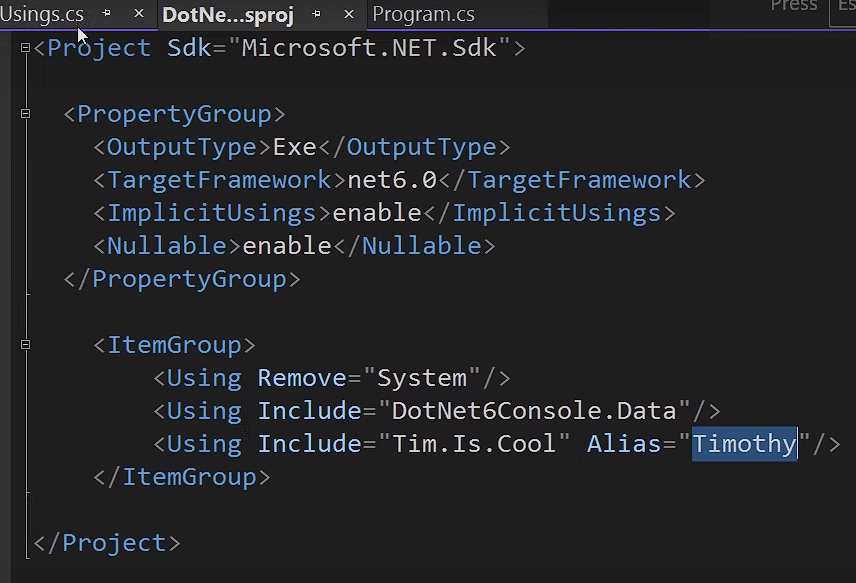 Usings.cs DotNe...sproj Program.cs Press Es
<Project Sdk="Microsoft.NET.Sdk">
<PropertyGroup>
<OutputType>Exe</OutputType>
<TargetFramework>net6.0</TargetFramework>
<ImplicitUsings>enable</ImplicitUsings>
<Nullable>enable</Nullable>
</PropertyGroup>
<ItemGroup>
<Using Remove="System"/>
<Using Include="DotNet6Console.Data"/>
<Using Include="Tim.Is.Cool" Alias="Timothy"/>
</ItemGroup>
</Project>